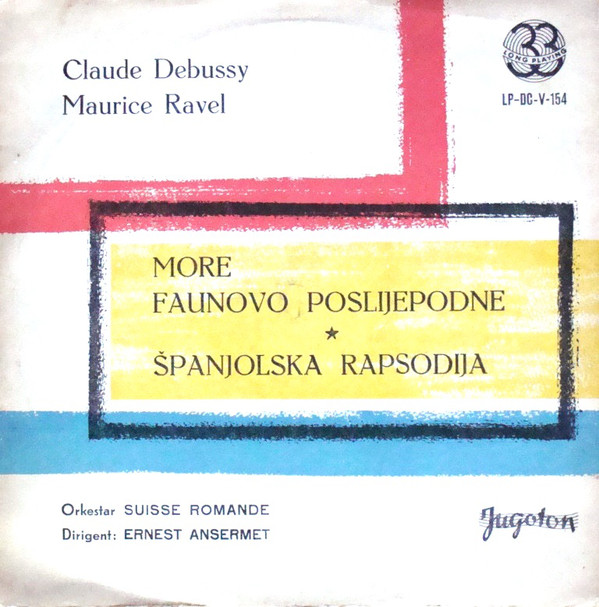 Claude Debussy
Maurice Ravel
33
LONG PLAYING
LP-DC-V-154
MORE
FAUNOVO POSLIJEPODNE
★
ŠPANJOLSKA RAPSODIJA
Orkestar SUISSE ROMANDE
Dirigent: ERNEST ANSERMET
Jugoton